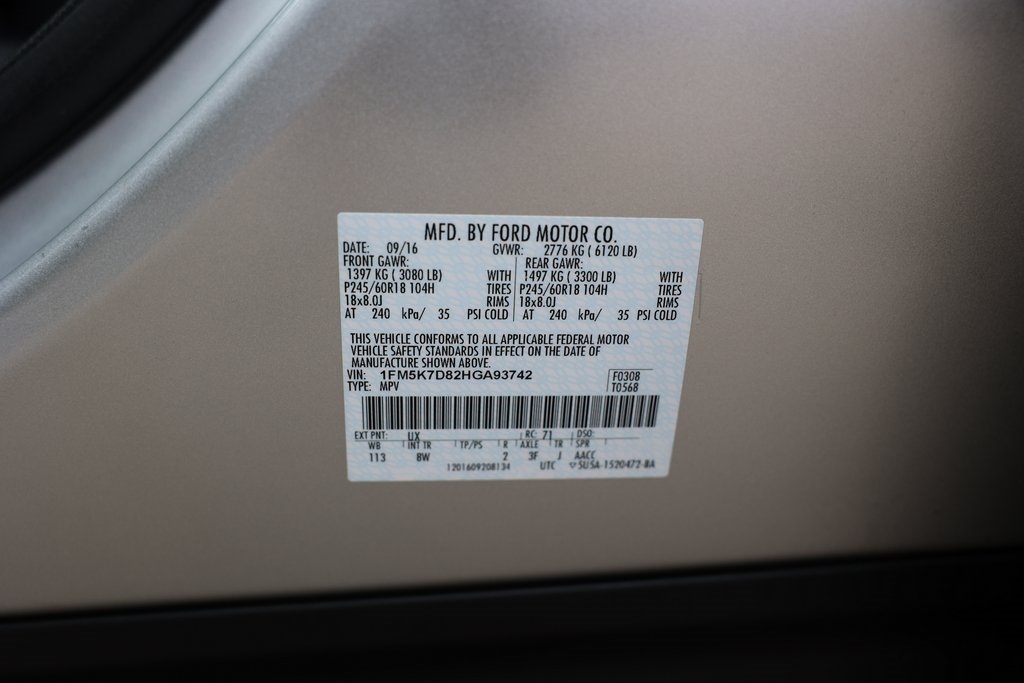 MFD. BY FORD MOTOR CO.
DATE: 09/16 GVWR: 2776 KG ( 6120 LB)
FRONT GAWR: REAR GAWR:
1397 KG ( 3080 LB) WITH 1497 KG ( 3300 LB) WITH
P245/60R18 104H TIRES P245/60R18 104H TIRES
18x8.0J RIMS 18x8.0J RIMS
AT 240 kPa/ 35 PSI COLD AT 240 kPa/ 35 PSI COLD
THIS VEHICLE CONFORMS TO ALL APPLICABLE FEDERAL MOTOR
VEHICLE SAFETY STANDARDS IN EFFECT ON THE DATE OF
MANUFACTURE SHOWN ABOVE.
VIN: 1FM5K7D82HGA93742 F0308
TYPE: MPV T0568
EXT PNT: UX RC: 71 DSO:
WB INT TR TP/PS R AXLE TR SPR
113 8W 2 3F J AACC
1201609208134 UTC ▽SUSA-1520472-BA